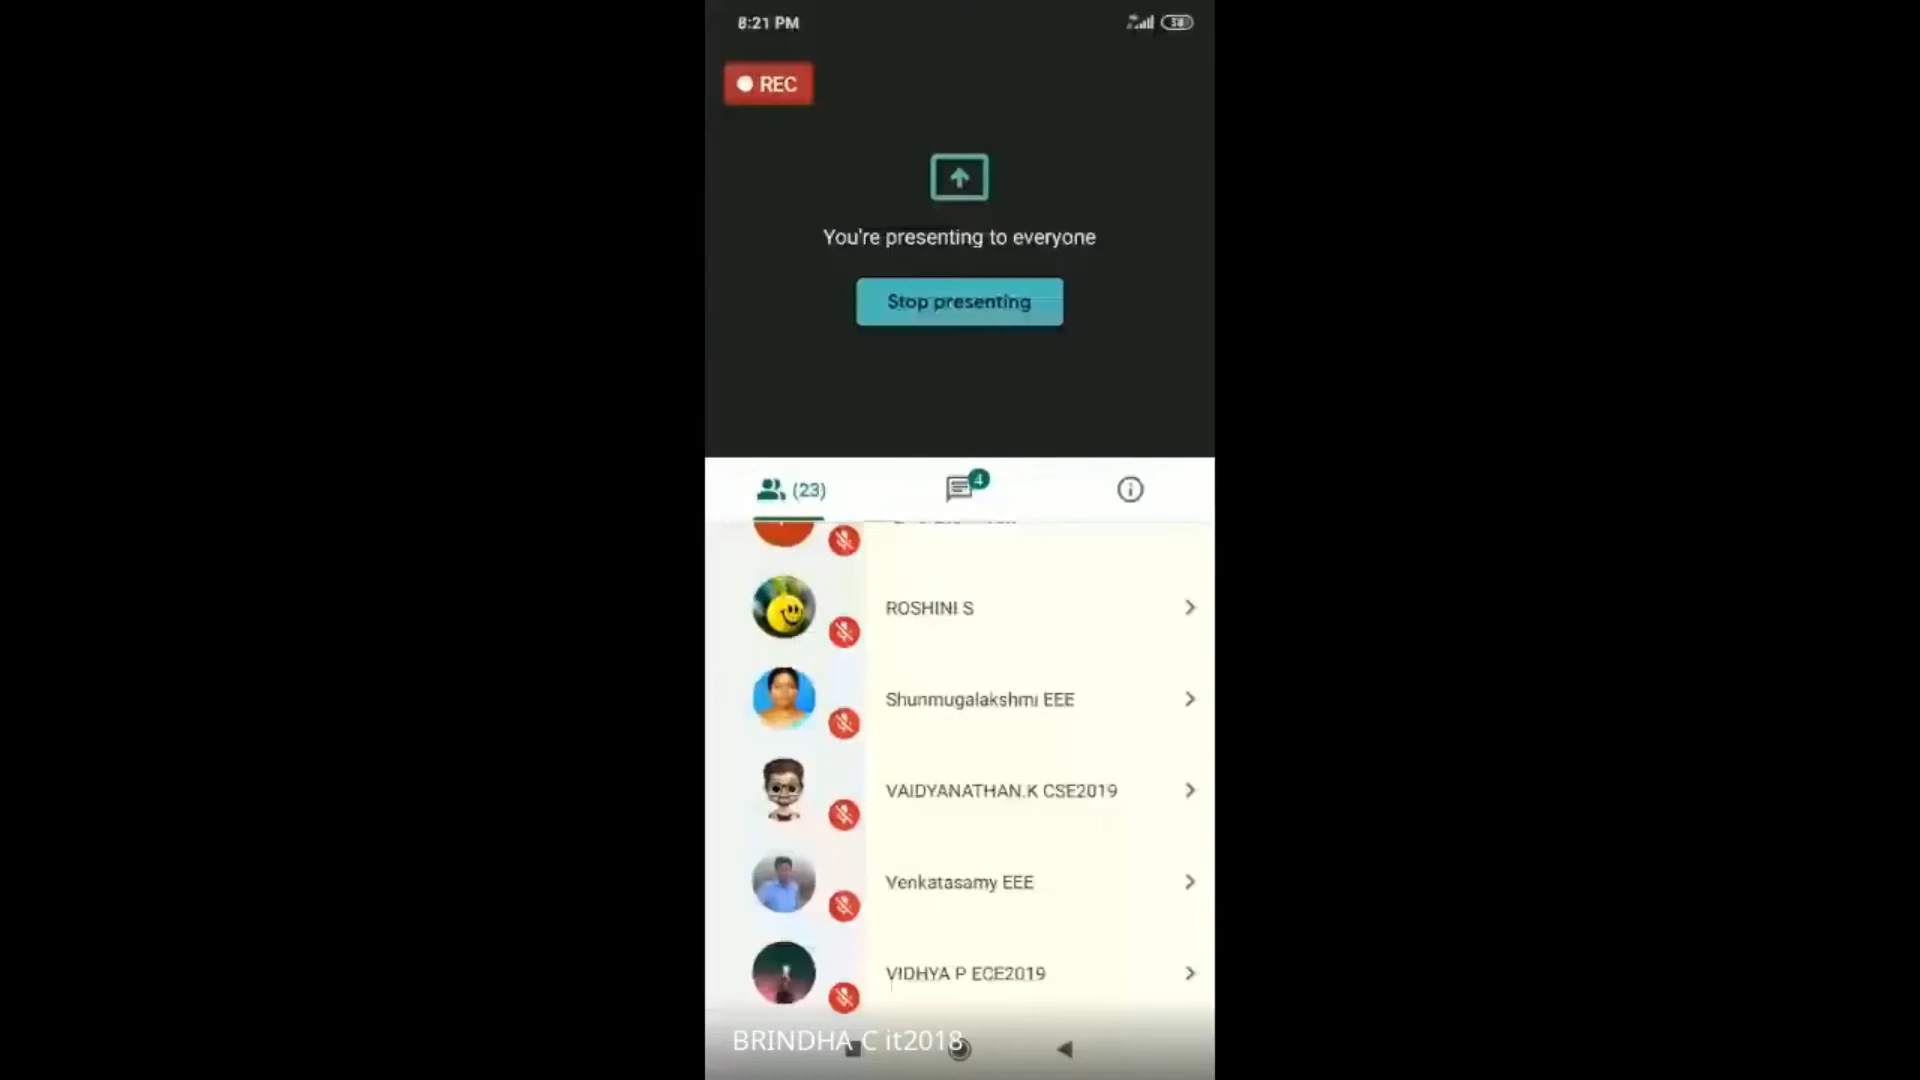 8:21 PM
REC
You're presenting to everyone
Stop presenting
(23)
4
ROSHINI S
Shunmugalakshmi EEE
VAIDYANATHAN.K CSE2019
Venkatasamy EEE
VIDHYA P ECE2019
BRINDHA C it2018